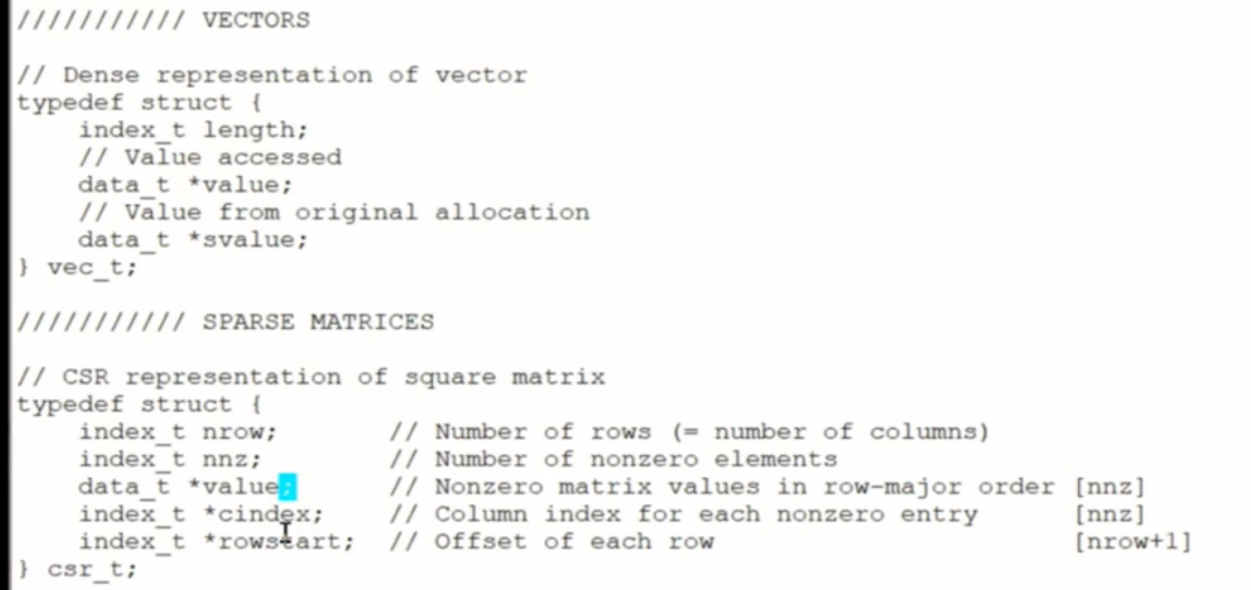 /////////// VECTORS
// Dense representation of vector
typedef struct {
    index_t length;
    // Value accessed
    data_t *value;
    // Value from original allocation
    data_t *svalue;
} vec_t;
/////////// SPARSE MATRICES
// CSR representation of square matrix
typedef struct {
    index_t nrow;       // Number of rows (= number of columns)
    index_t nnz;        // Number of nonzero elements
    data_t *value;      // Nonzero matrix values in row-major order [nnz]
    index_t *cindex;    // Column index for each nonzero entry      [nnz]
    index_t *rowstart;  // Offset of each row                       [nrow+1]
} csr_t;